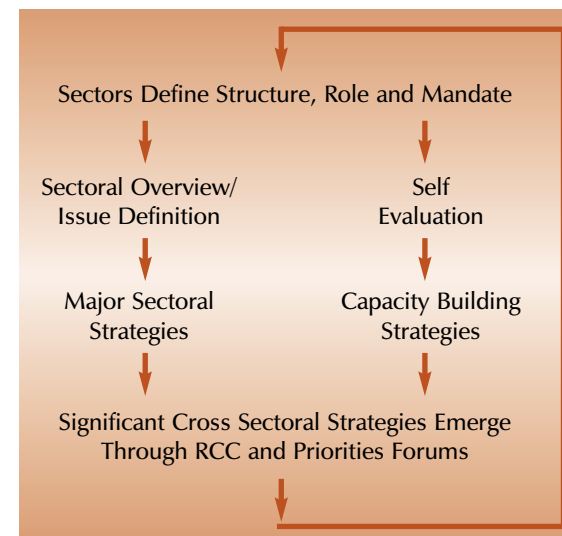 Sectors Define Structure, Role and Mandate
Sectoral Overview/
Issue Definition
Self
Evaluation
Major Sectoral
Strategies
Capacity Building
Strategies
Significant Cross Sectoral Strategies Emerge
Through RCC and Priorities Forums